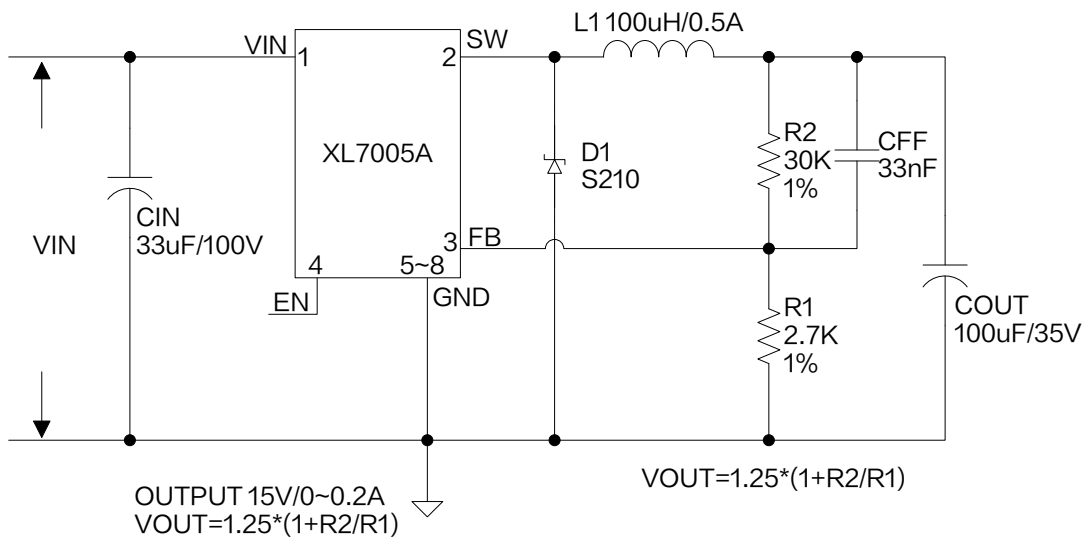 L1 100uH/0.5A
VIN
SW
1
2
XL7005A
R2
30K
1%
CFF
33nF
D1
S210
CIN
33uF/100V
VIN
3
FB
4
5~8
EN
GND
R1
2.7K
1%
COUT
100uF/35V
OUTPUT 15V/0~0.2A
VOUT=1.25*(1+R2/R1)
VOUT=1.25*(1+R2/R1)